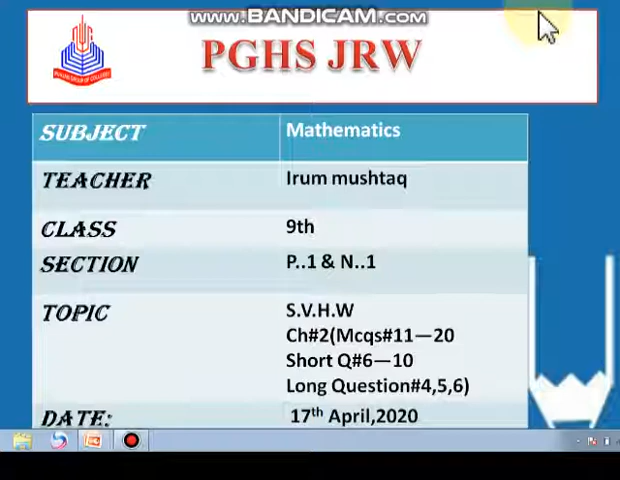 www.BANDICAM.com
PGHS JRW
SUBJECT Mathematics
TEACHER Irum mushtaq
CLASS 9th
SECTION P..1 & N..1
TOPIC S.V.H.W
Ch#2(Mcqs#11—20
Short Q#6—10
Long Question#4,5,6)
DATE: 17th April,2020